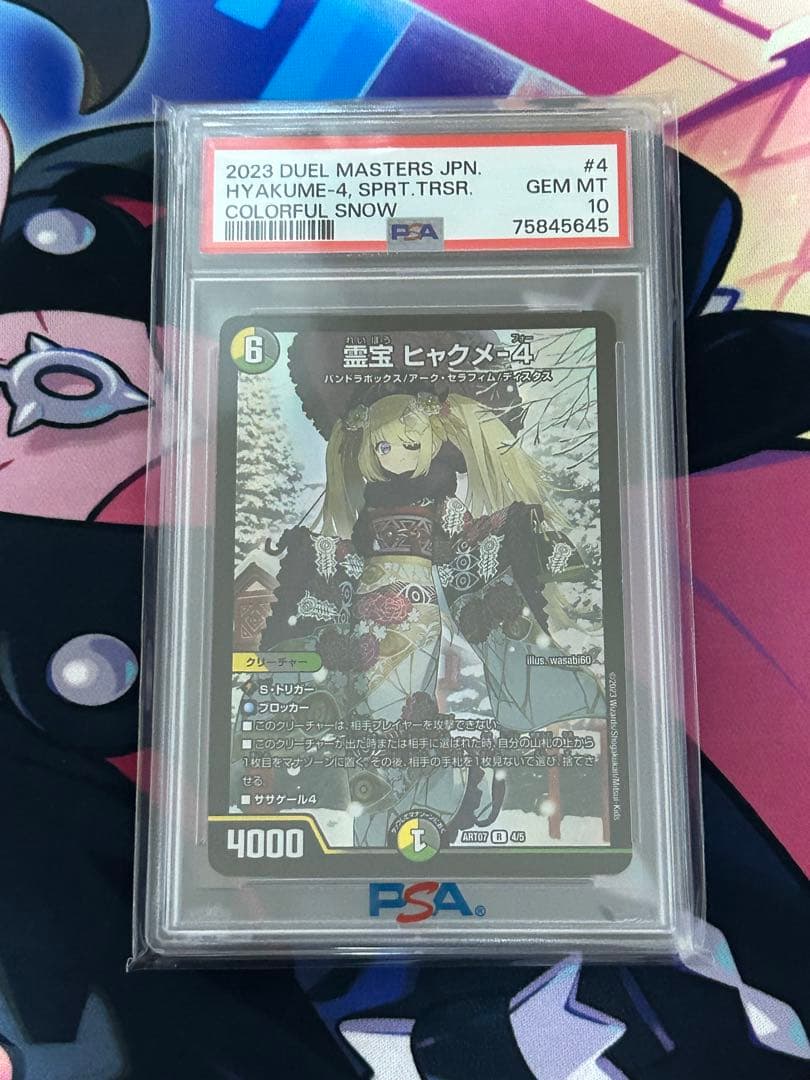 2023 DUEL MASTERS JPN. #4
HYAKUME-4, SPRT.TRSR. GEM MT
COLORFUL SNOW 10
PSA 75845645
6
れいほう フォー
霊宝 ヒャクメ-4
パンドラボックス/アーク・セラフィム/ディスタス
クリーチャー
illus. wasabi60
S・トリガー
ブロッカー
■このクリーチャーは、相手プレイヤーを攻撃できない。
■このクリーチャーが出た時または相手に選ばれた時、自分の山札の上から
1枚目をマナゾーンに置く。その後、相手の手札を1枚見ないで選び、捨てさ
せる。
■ササゲール4
©2023 Wizards/Shogakukan/Mitsui-Kids
4000
1
ART07 R 4/5
PSA®